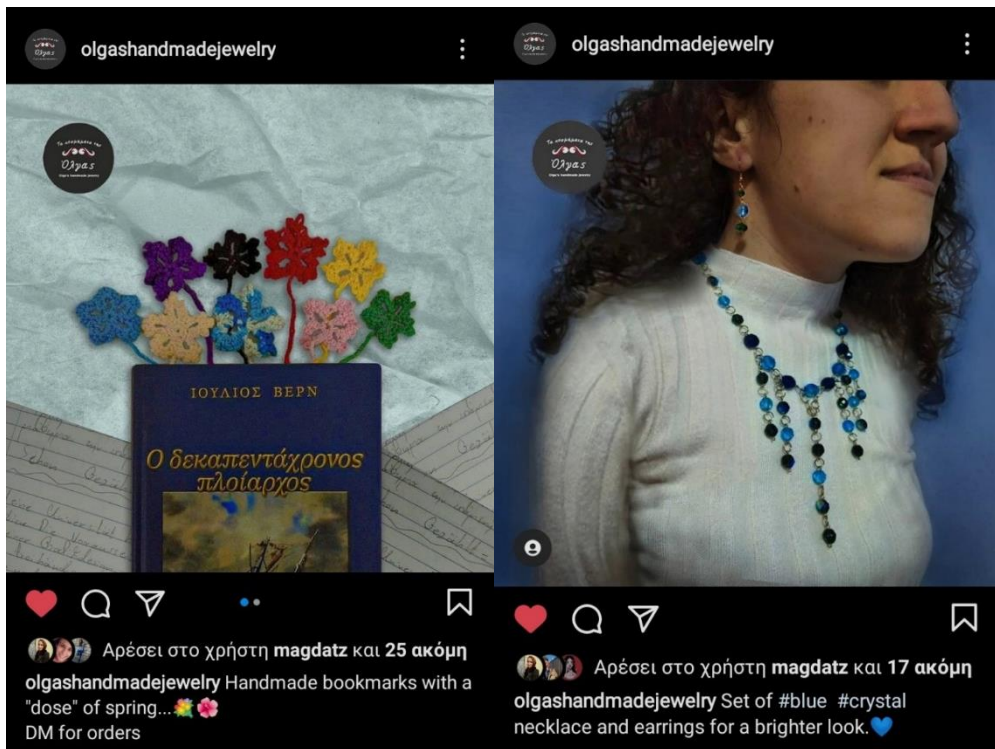 olgashandmadejewelry
Όλγας
ΙΟΥΛΙΟΣ ΒΕΡΝ
Ο δεκαπεντάχρονος
πλοίαρχος
Αρέσει στο χρήστη magdatz και 25 ακόμη
olgashandmadejewelry Handmade bookmarks with a
"dose" of spring...💐🌺
DM for orders
olgashandmadejewelry
Όλγας
Αρέσει στο χρήστη magdatz και 17 ακόμη
olgashandmadejewelry Set of #blue #crystal
necklace and earrings for a brighter look.💙